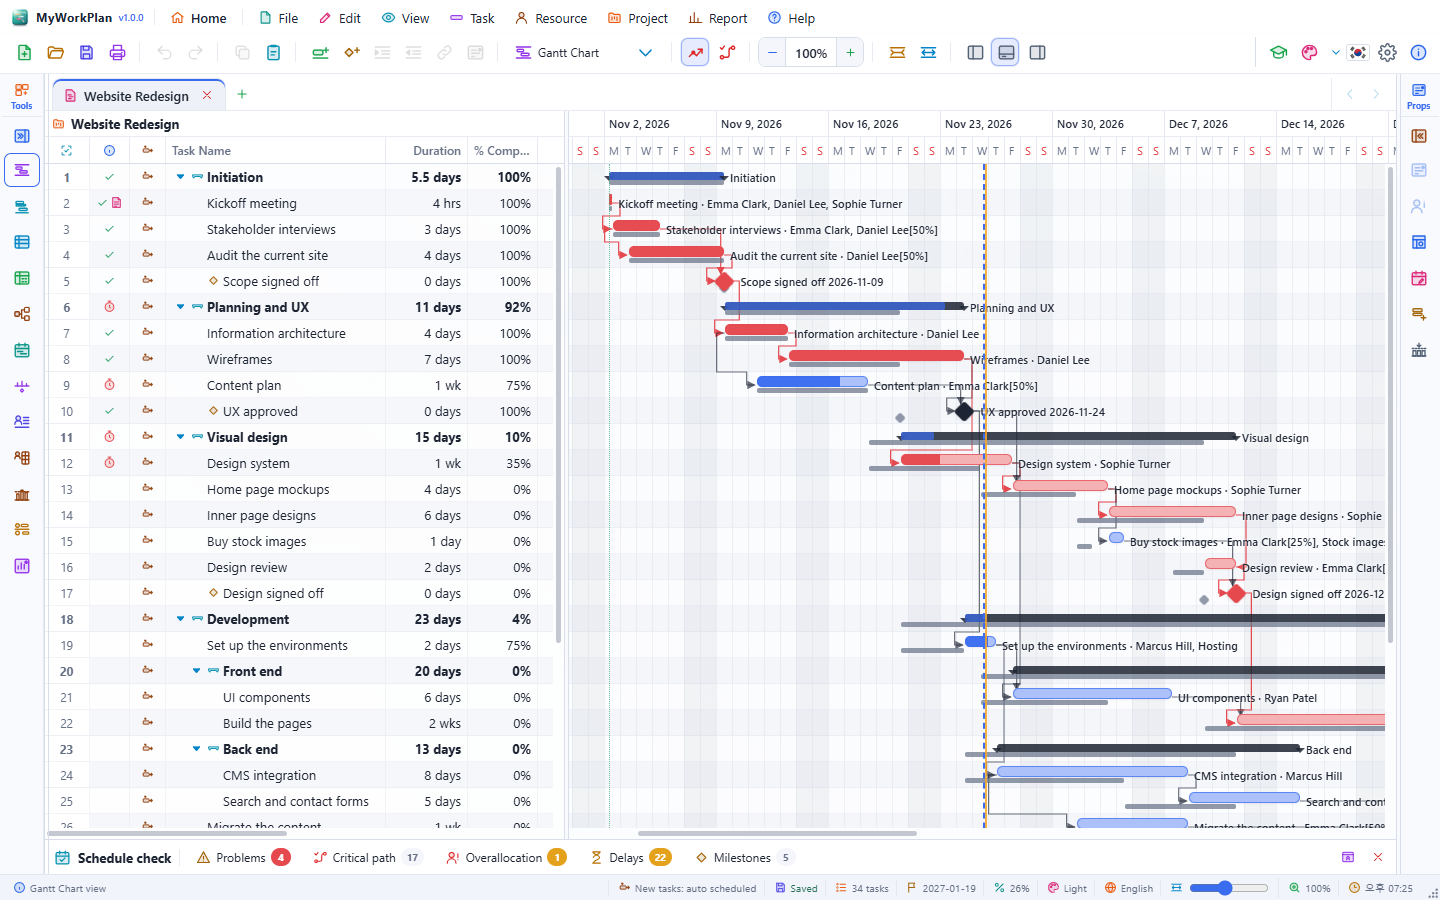 MyWorkPlan v1.0.0 Home File Edit View Task Resource Project Report Help
Gantt Chart 100%
Tools Website Redesign Props
Website Redesign Nov 2, 2026 Nov 9, 2026 Nov 16, 2026 Nov 23, 2026 Nov 30, 2026 Dec 7, 2026 Dec 14, 2026
Task Name Duration % Comp... S S M T W T F S S M T W T F S S M T W T F S S M T W T F S S M T W T F S S M T W T F S S M T W T F S S
1 Initiation 5.5 days 100% Initiation
2 Kickoff meeting 4 hrs 100% Kickoff meeting · Emma Clark, Daniel Lee, Sophie Turner
3 Stakeholder interviews 3 days 100% Stakeholder interviews · Emma Clark, Daniel Lee[50%]
4 Audit the current site 4 days 100% Audit the current site · Daniel Lee[50%]
5 Scope signed off 0 days 100% Scope signed off 2026-11-09
6 Planning and UX 11 days 92% Planning and UX
7 Information architecture 4 days 100% Information architecture · Daniel Lee
8 Wireframes 7 days 100% Wireframes · Daniel Lee
9 Content plan 1 wk 75% Content plan · Emma Clark[50%]
10 UX approved 0 days 100% UX approved 2026-11-24
11 Visual design 15 days 10% Visual design
12 Design system 1 wk 35% Design system · Sophie Turner
13 Home page mockups 4 days 0% Home page mockups · Sophie Turner
14 Inner page designs 6 days 0% Inner page designs · Sophie
15 Buy stock images 1 day 0% Buy stock images · Emma Clark[25%], Stock images
16 Design review 2 days 0% Design review · Emma Clark[
17 Design signed off 0 days 0% Design signed off 2026-12
18 Development 23 days 4%
19 Set up the environments 2 days 75% Set up the environments · Marcus Hill, Hosting
20 Front end 20 days 0%
21 UI components 6 days 0% UI components · Ryan Patel
22 Build the pages 2 wks 0%
23 Back end 13 days 0% Back end
24 CMS integration 8 days 0% CMS integration · Marcus Hill
25 Search and contact forms 5 days 0% Search and cont
26 Migrate the content 1 wk 0% Migrate the content · Emma Clark[50%
Schedule check Problems 4 Critical path 17 Overallocation 1 Delays 22 Milestones 5
Gantt Chart view New tasks: auto scheduled Saved 34 tasks 2027-01-19 26% Light English 100% 오후 07:25